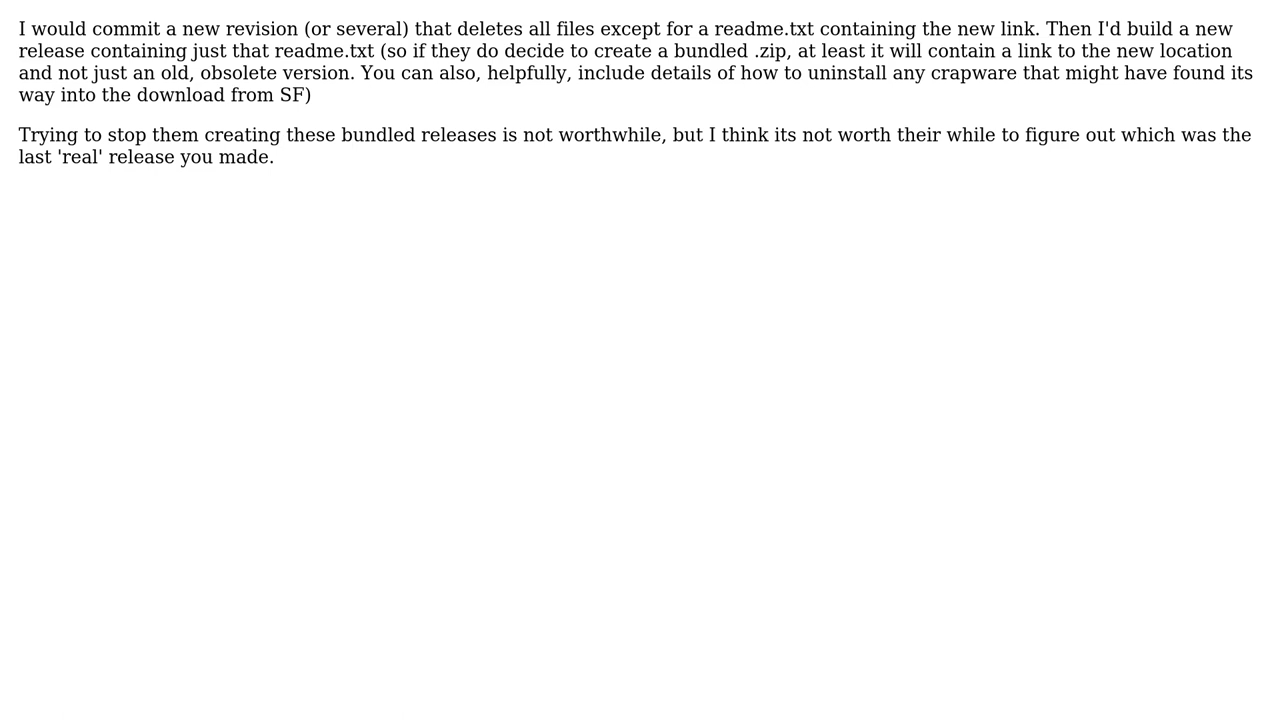 I would commit a new revision (or several) that deletes all files except for a readme.txt containing the new link. Then I'd build a new
release containing just that readme.txt (so if they do decide to create a bundled .zip, at least it will contain a link to the new location
and not just an old, obsolete version. You can also, helpfully, include details of how to uninstall any crapware that might have found its
way into the download from SF)
Trying to stop them creating these bundled releases is not worthwhile, but I think its not worth their while to figure out which was the
last 'real' release you made.